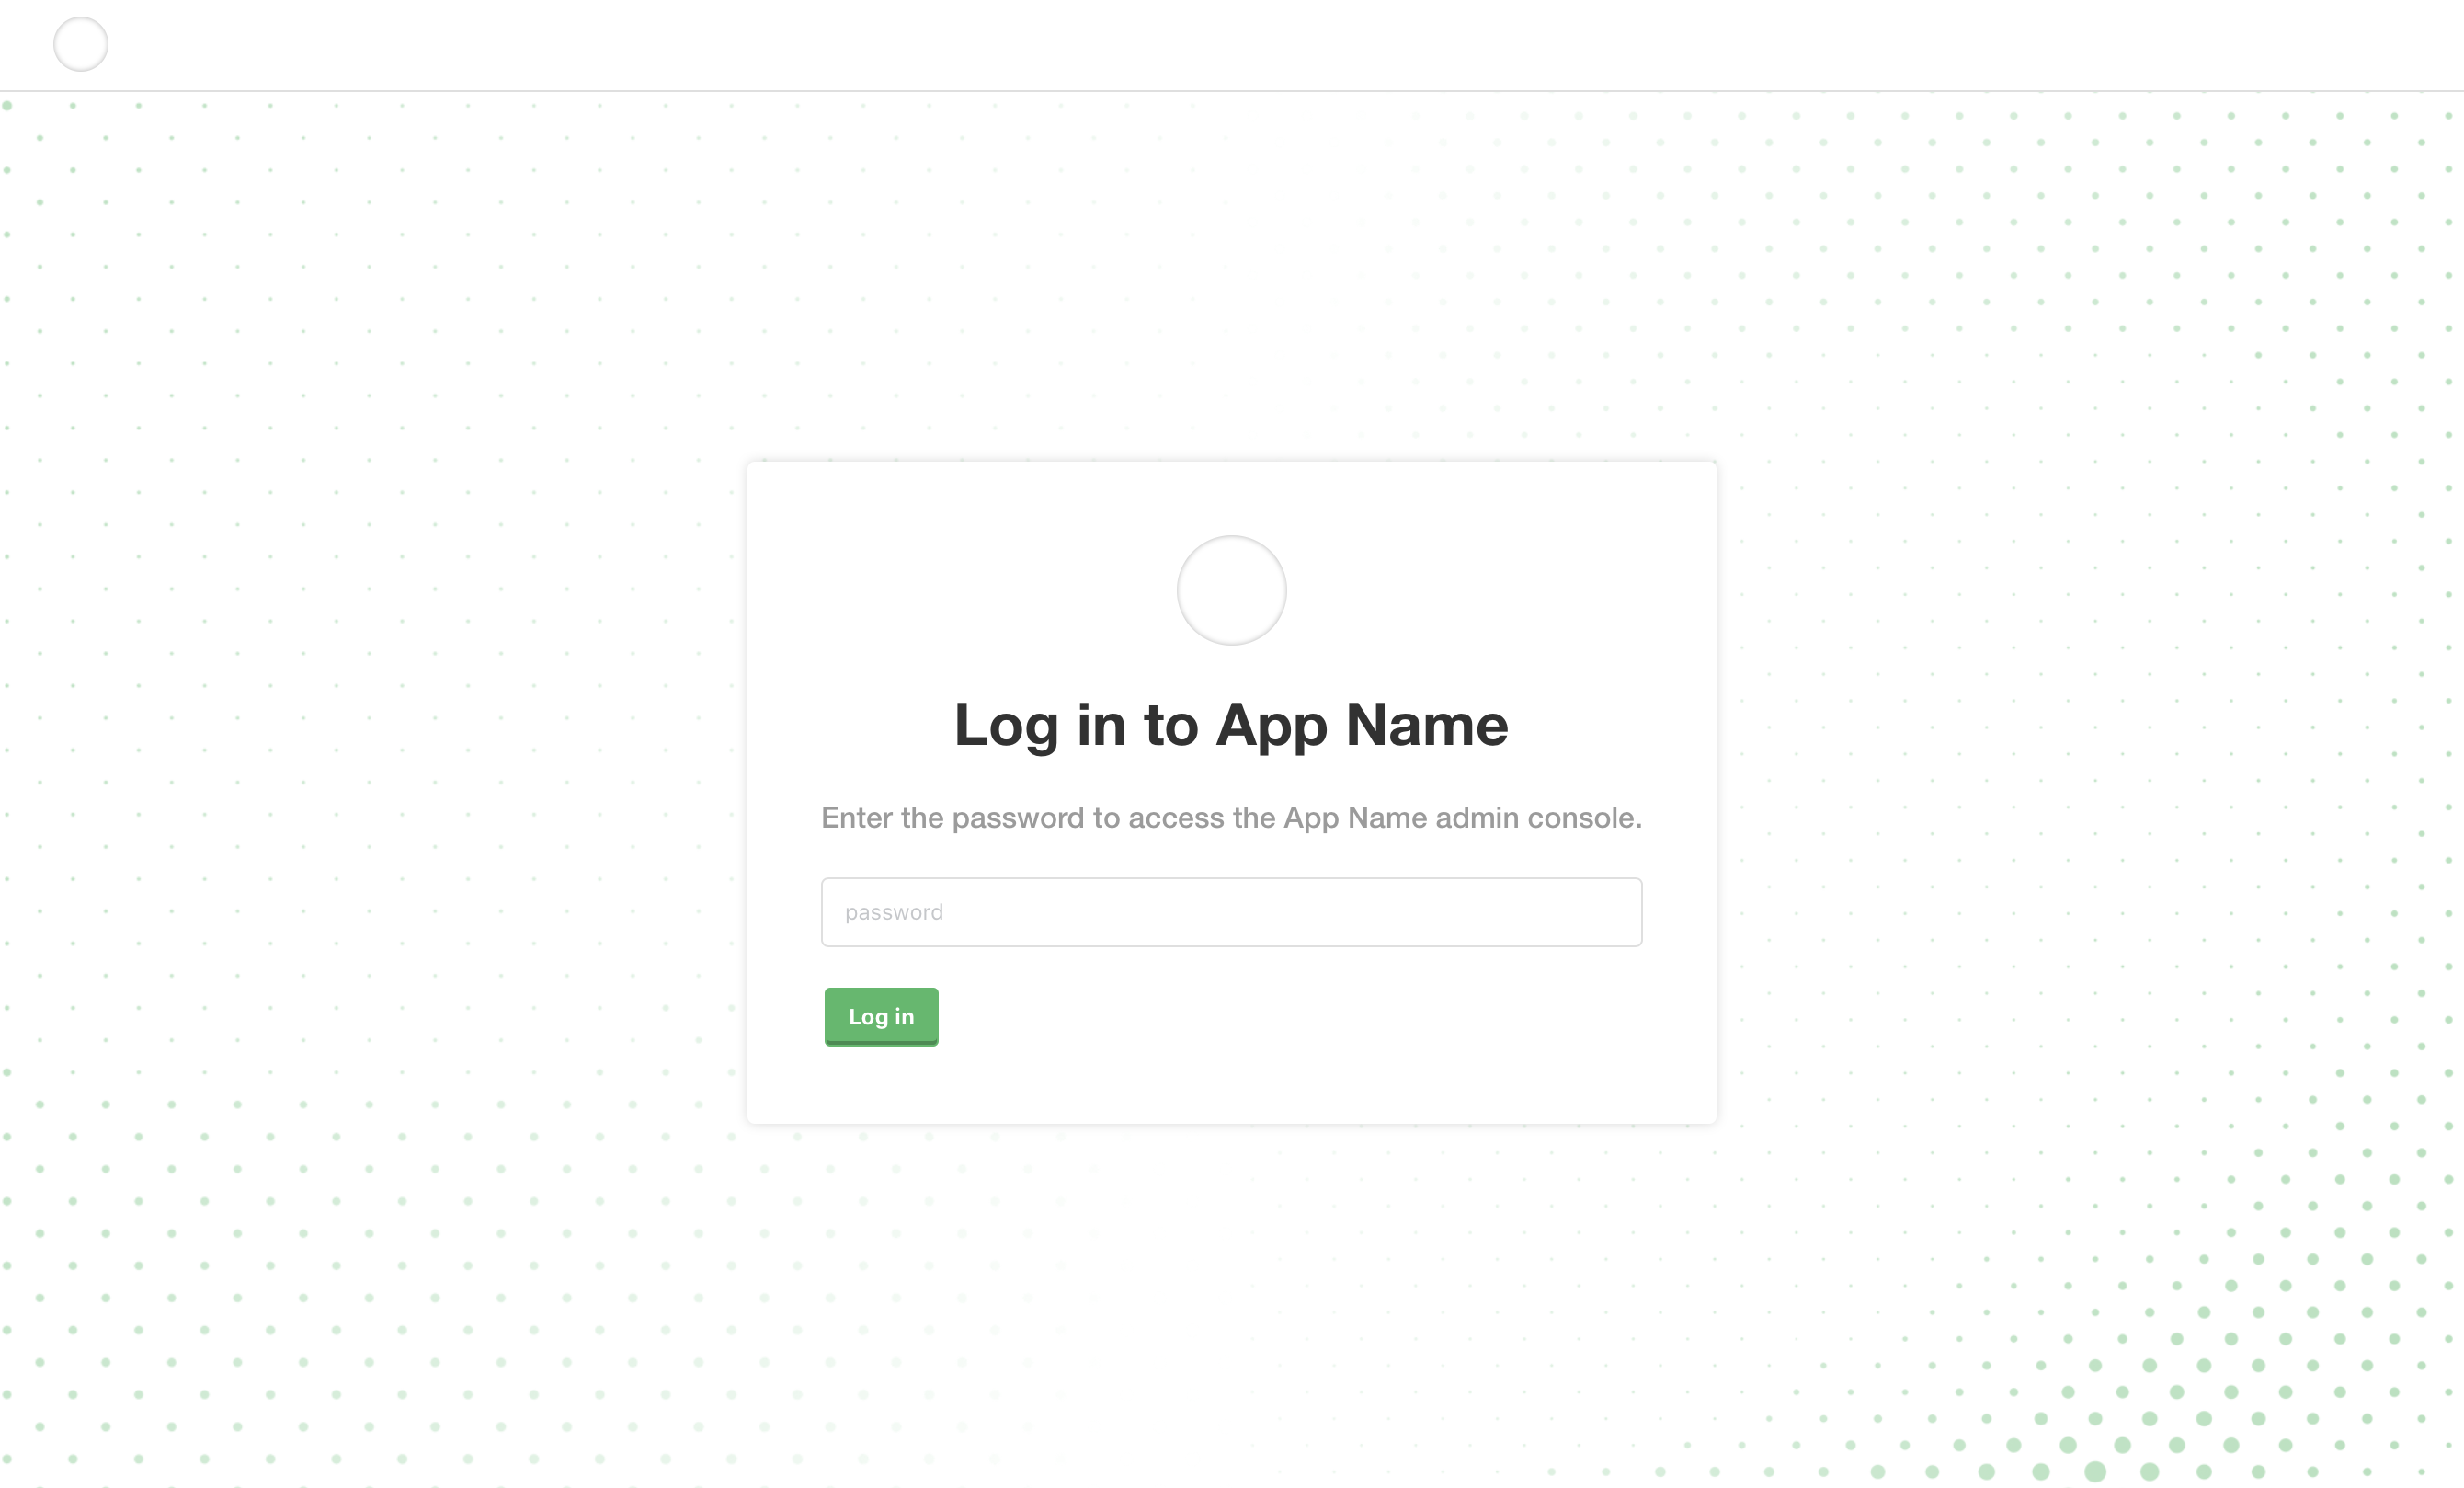 Log in to App Name
Enter the password to access the App Name admin console.
password
Log in